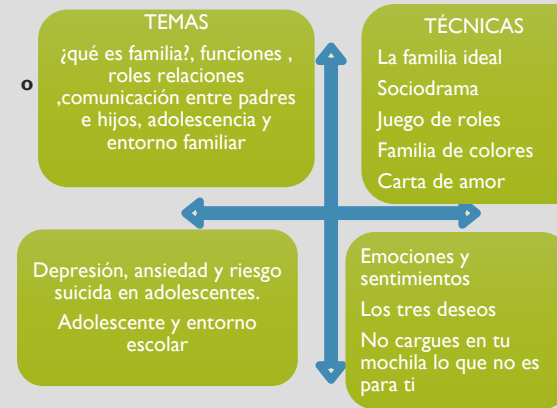 TEMAS
¿qué es familia?, funciones ,
roles relaciones
,comunicación entre padres
e hijos, adolescencia y
entorno familiar
o
TÉCNICAS
La familia ideal
Sociodrama
Juego de roles
Familia de colores
Carta de amor
Depresión, ansiedad y riesgo
suicida en adolescentes.
Adolescente y entorno
escolar
Emociones y
sentimientos
Los tres deseos
No cargues en tu
mochila lo que no es
para ti